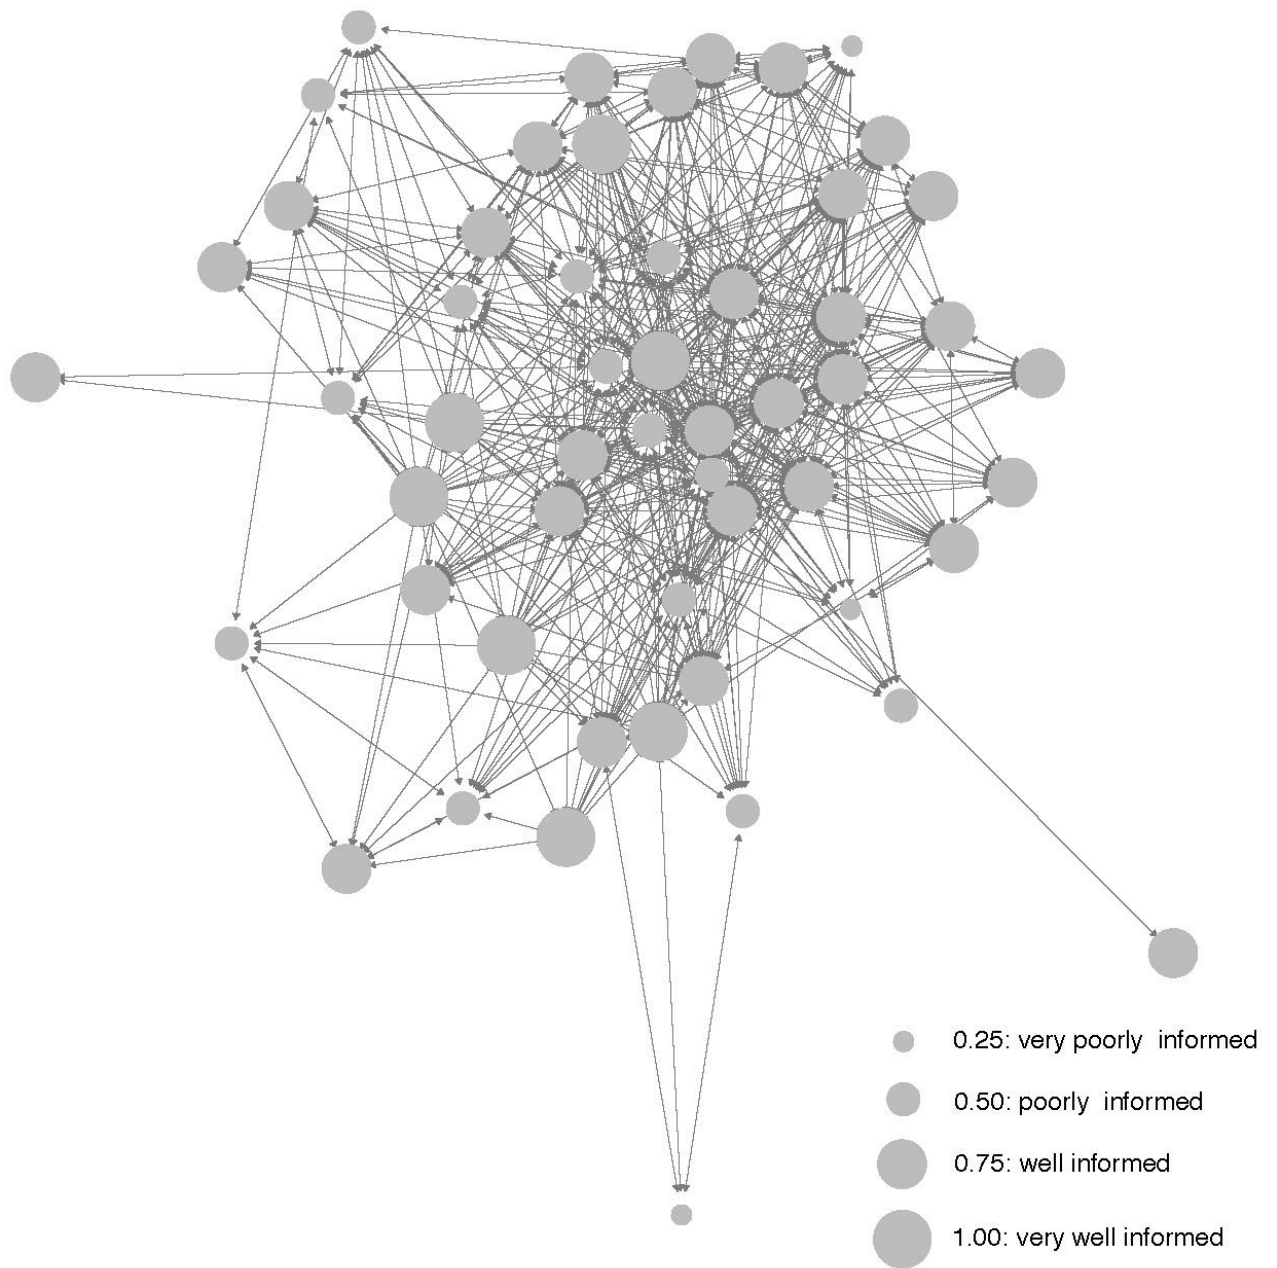 0.25: very poorly  informed
0.50: poorly  informed
0.75: well informed
1.00: very well informed